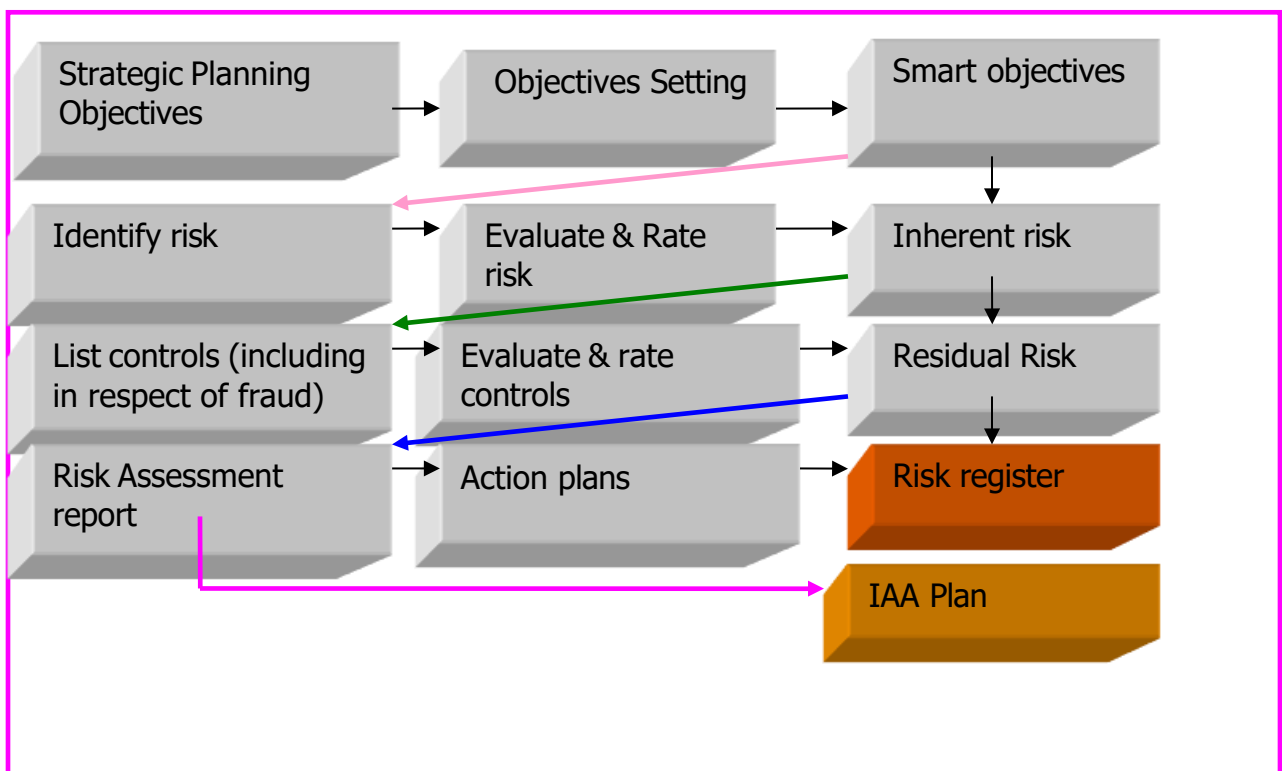 Strategic Planning
Objectives
Objectives Setting
Smart objectives
Identify risk
Evaluate & Rate
risk
Inherent risk
List controls (including
in respect of fraud)
Evaluate & rate
controls
Residual Risk
Risk Assessment
report
Action plans
Risk register
IAA Plan